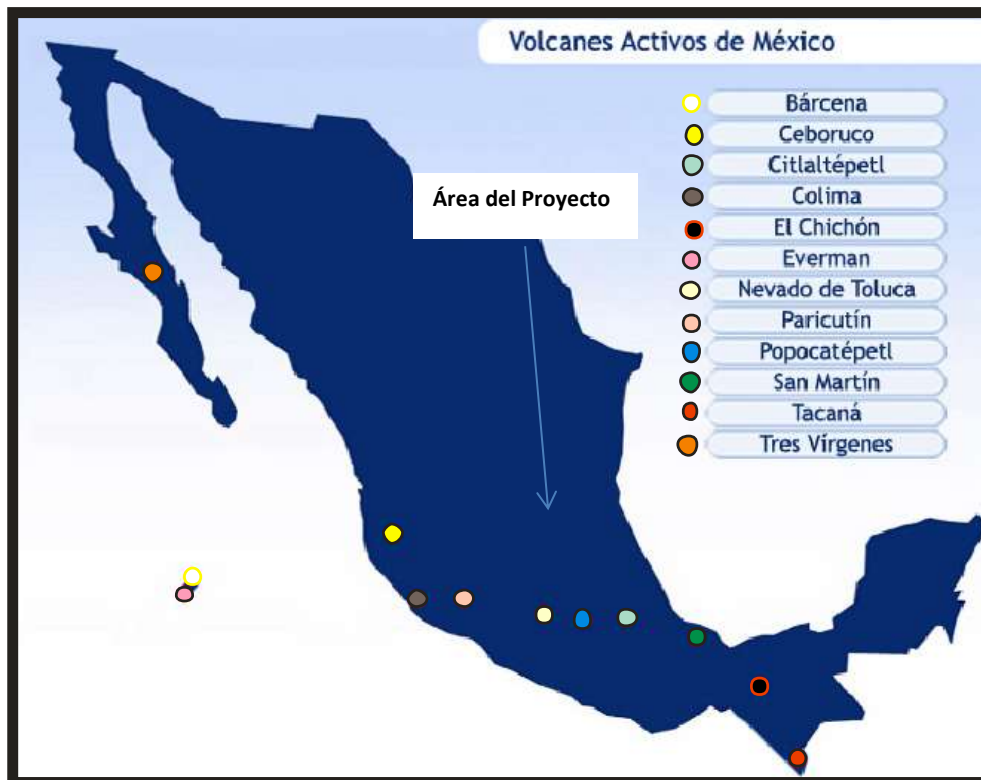 Volcanes Activos de México
Bárcena
Ceboruco
Citlaltépetl
Área del Proyecto
Colima
El Chichón
Everman
Nevado de Toluca
Paricutín
Popocatépetl
San Martín
Tacaná
Tres Vírgenes